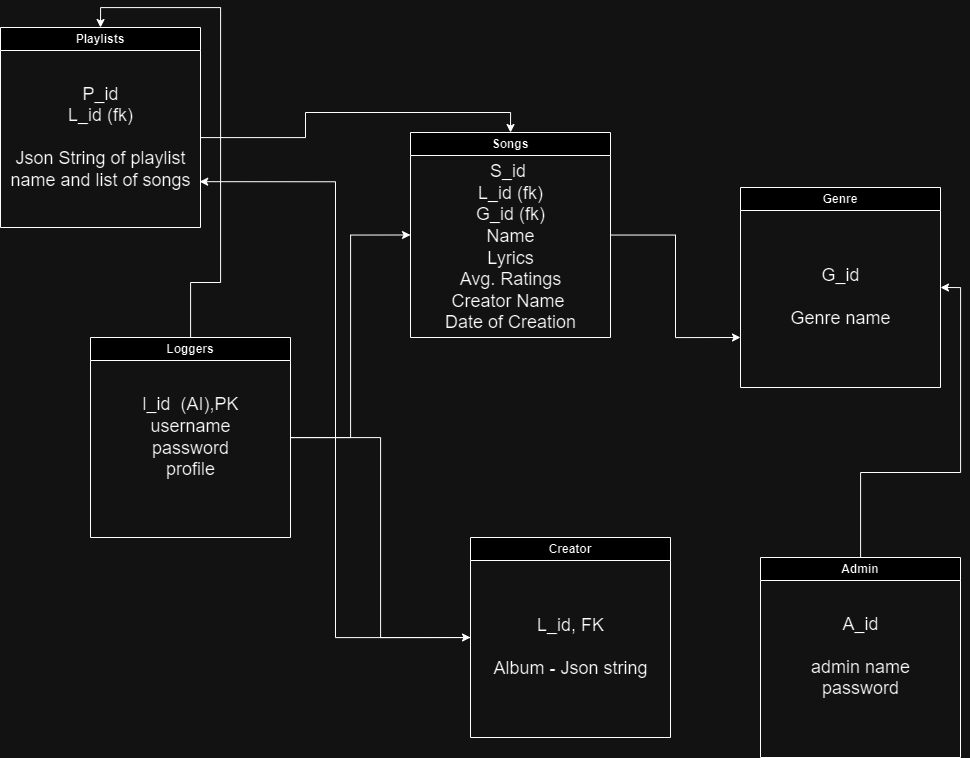 Playlists
P_id
L_id (fk)
Json String of playlist
name and list of songs
Songs
S_id
L_id (fk)
G_id (fk)
Name
Lyrics
Avg. Ratings
Creator Name
Date of Creation
Genre
G_id
Genre name
Loggers
l_id (AI),PK
username
password
profile
Creator
L_id, FK
Album - Json string
Admin
A_id
admin name
password